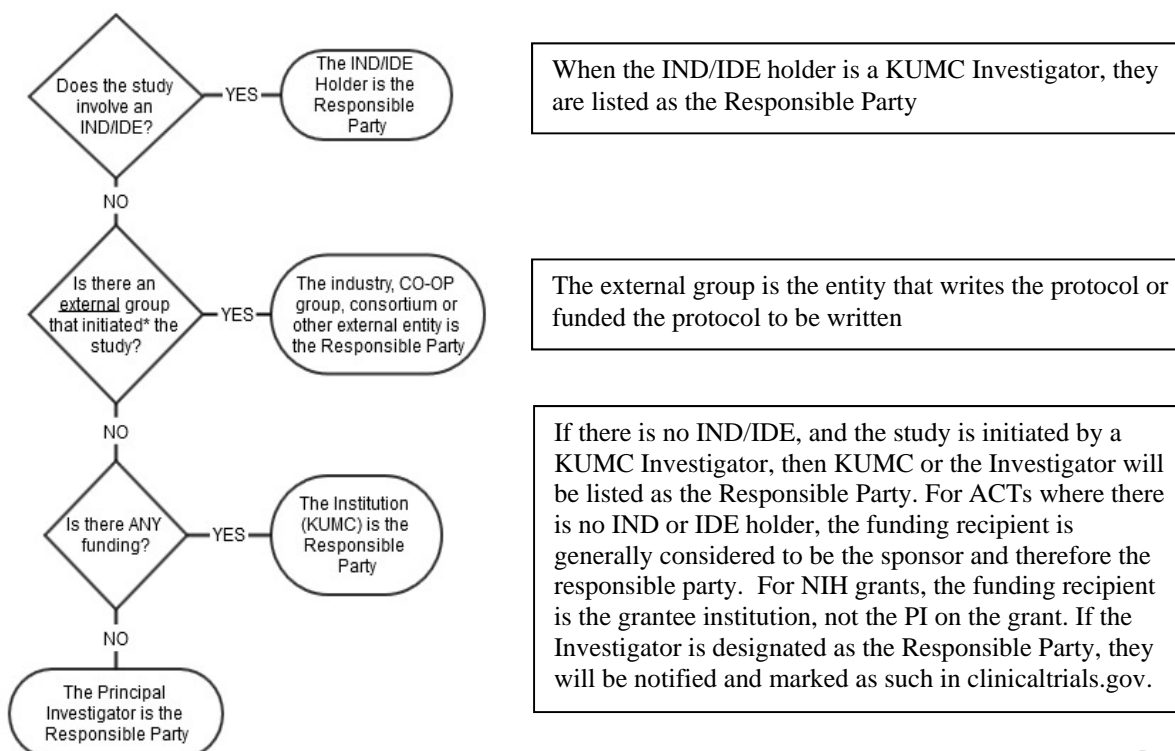 Does the study
involve an
IND/IDE?
YES
The IND/IDE
Holder is the
Responsible
Party
When the IND/IDE holder is a KUMC Investigator, they
are listed as the Responsible Party
NO
Is there an
external group
that initiated* the
study?
YES
The industry, CO-OP
group, consortium or
other external entity is
the Responsible Party
The external group is the entity that writes the protocol or
funded the protocol to be written
NO
Is there ANY
funding?
YES
The Institution
(KUMC) is the
Responsible
Party
If there is no IND/IDE, and the study is initiated by a
KUMC Investigator, then KUMC or the Investigator will
be listed as the Responsible Party. For ACTs where there
is no IND or IDE holder, the funding recipient is
generally considered to be the sponsor and therefore the
responsible party.  For NIH grants, the funding recipient
is the grantee institution, not the PI on the grant. If the
Investigator is designated as the Responsible Party, they
will be notified and marked as such in clinicaltrials.gov.
NO
The Principal
Investigator is the
Responsible Party